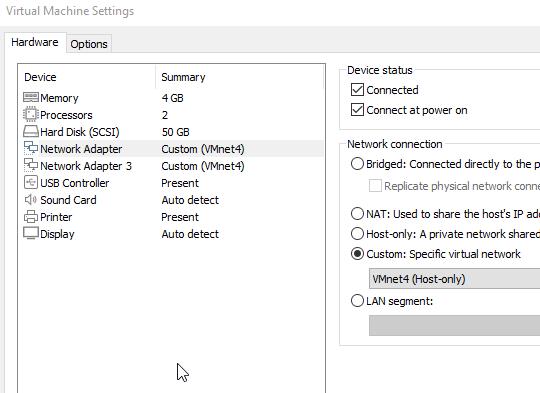 Virtual Machine Settings
Hardware Options
Device Summary
Memory 4 GB
Processors 2
Hard Disk (SCSI) 50 GB
Network Adapter Custom (VMnet4)
Network Adapter 3 Custom (VMnet4)
USB Controller Present
Sound Card Auto detect
Printer Present
Display Auto detect
Device status
Connected
Connect at power on
Network connection
Bridged: Connected directly to the p
Replicate physical network conne
NAT: Used to share the host's IP ad
Host-only: A private network shared
Custom: Specific virtual network
VMnet4 (Host-only)
LAN segment: